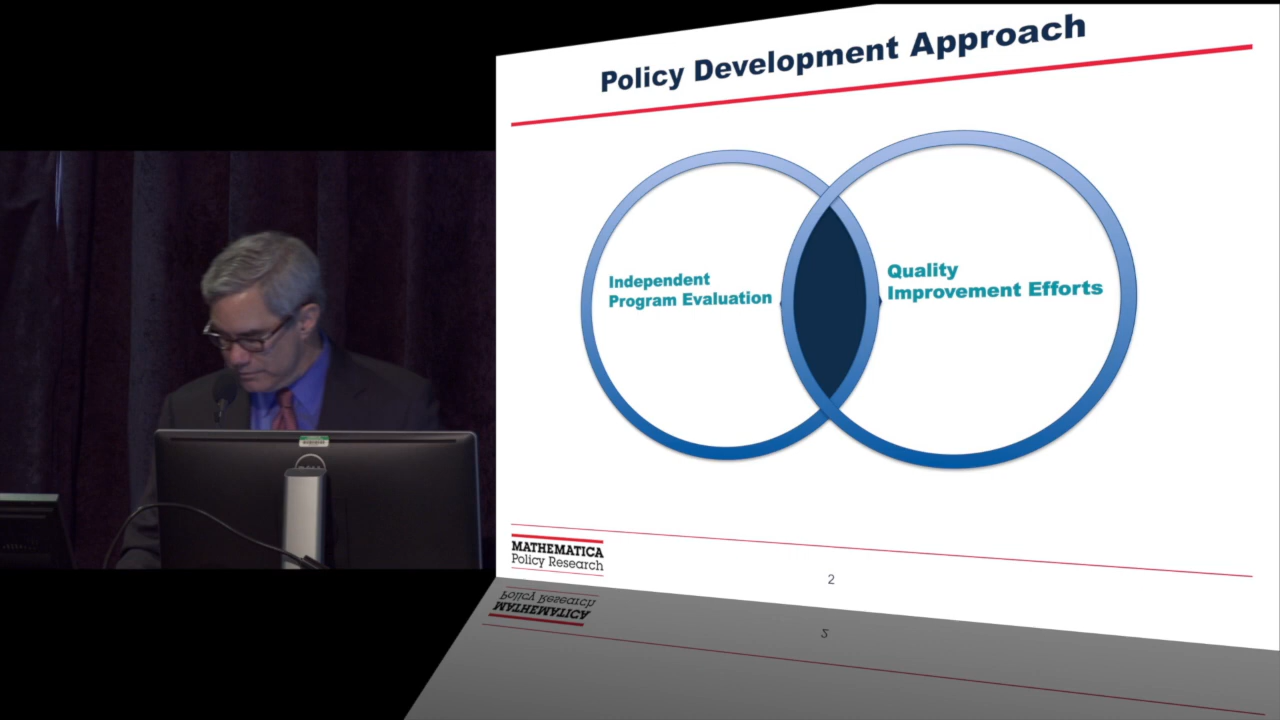 Policy Development Approach
Independent
Program Evaluation
Quality
Improvement Efforts
MATHEMATICA
Policy Research
2